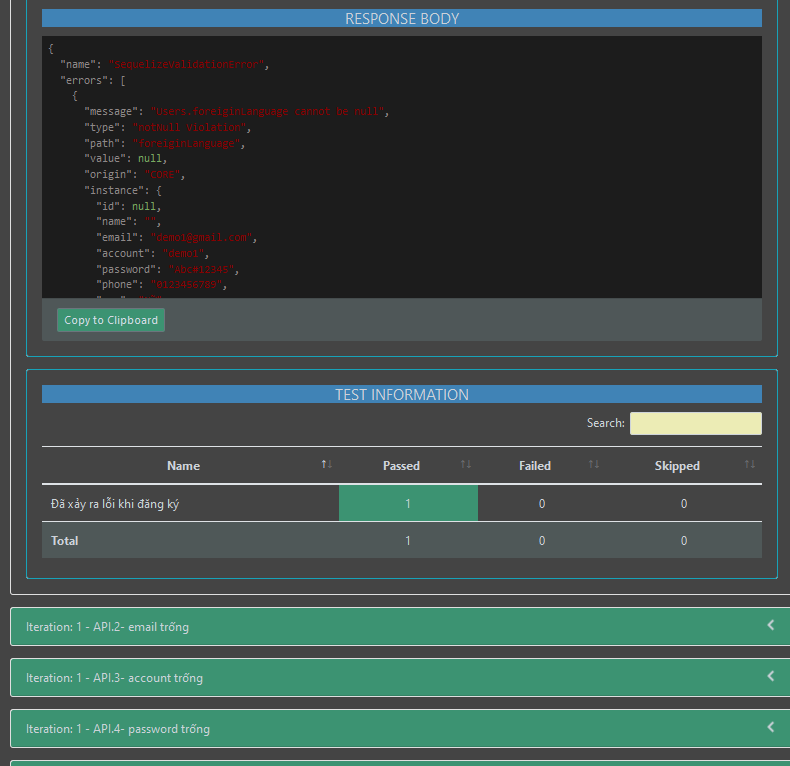 RESPONSE BODY
{
"name": "SequelizeValidationError",
"errors": [
{
"message": "Users.foreiginLanguage cannot be null",
"type": "notNull Violation",
"path": "foreiginLanguage",
"value": null,
"origin": "CORE",
"instance": {
"id": null,
"name": "",
"email": "demo1@gmail.com",
"account": "demo1",
"password": "Abc#12345",
"phone": "0123456789",
Copy to Clipboard
TEST INFORMATION
Search:
Name Passed Failed Skipped
Đã xảy ra lỗi khi đăng ký 1 0 0
Total 1 0 0
Iteration: 1 - API.2- email trống
Iteration: 1 - API.3- account trống
Iteration: 1 - API.4- password trống